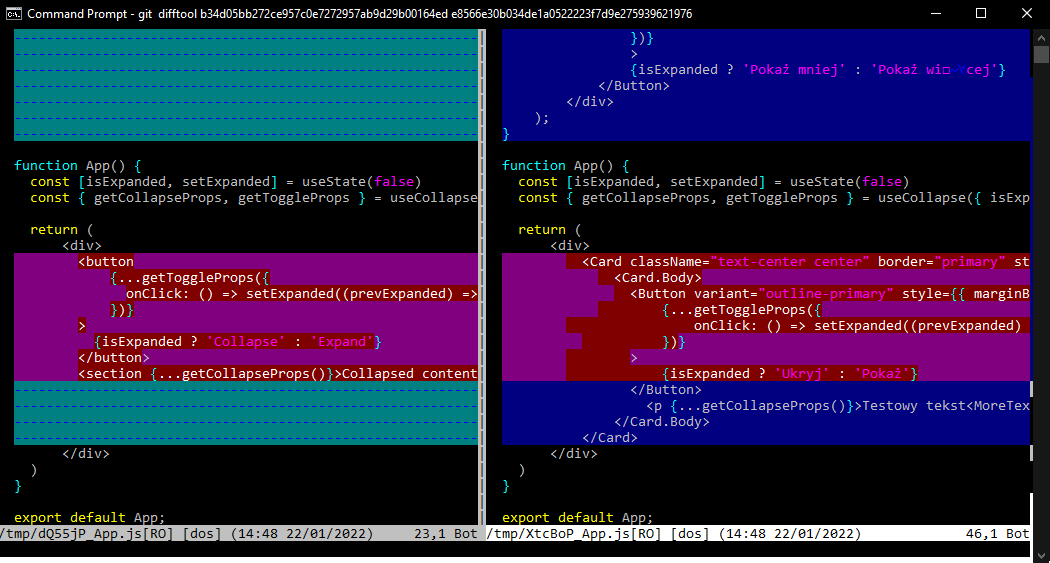 Command Prompt - git difftool b34d05bb272ce957c0e7272957ab9d29b00164ed e8566e30b034de1a0522223f7d9e275939621976
})}
>
{isExpanded ? 'Pokaż mniej' : 'Pokaż wi cej'}
</Button>
</div>
);
}
function App() {
const [isExpanded, setExpanded] = useState(false)
const { getCollapseProps, getToggleProps } = useCollapse
return (
<div>
<button
{...getToggleProps({
onClick: () => setExpanded((prevExpanded) =>
})}
>
{isExpanded ? 'Collapse' : 'Expand'}
</button>
<section {...getCollapseProps()}>Collapsed content
</div>
)
}
export default App;
/tmp/dQ55jP_App.js[RO] [dos] (14:48 22/01/2022) 23,1 Bot
function App() {
const [isExpanded, setExpanded] = useState(false)
const { getCollapseProps, getToggleProps } = useCollapse({ isExp
return (
<div>
<Card className="text-center center" border="primary" st
<Card.Body>
<Button variant="outline-primary" style={{ marginB
{...getToggleProps({
onClick: () => setExpanded((prevExpanded)
})}
>
{isExpanded ? 'Ukryj' : 'Pokaż'}
</Button>
<p {...getCollapseProps()}>Testowy tekst<MoreTex
</Card.Body>
</Card>
</div>
)
}
export default App;
/tmp/XtcBoP_App.js[RO] [dos] (14:48 22/01/2022) 46,1 Bot